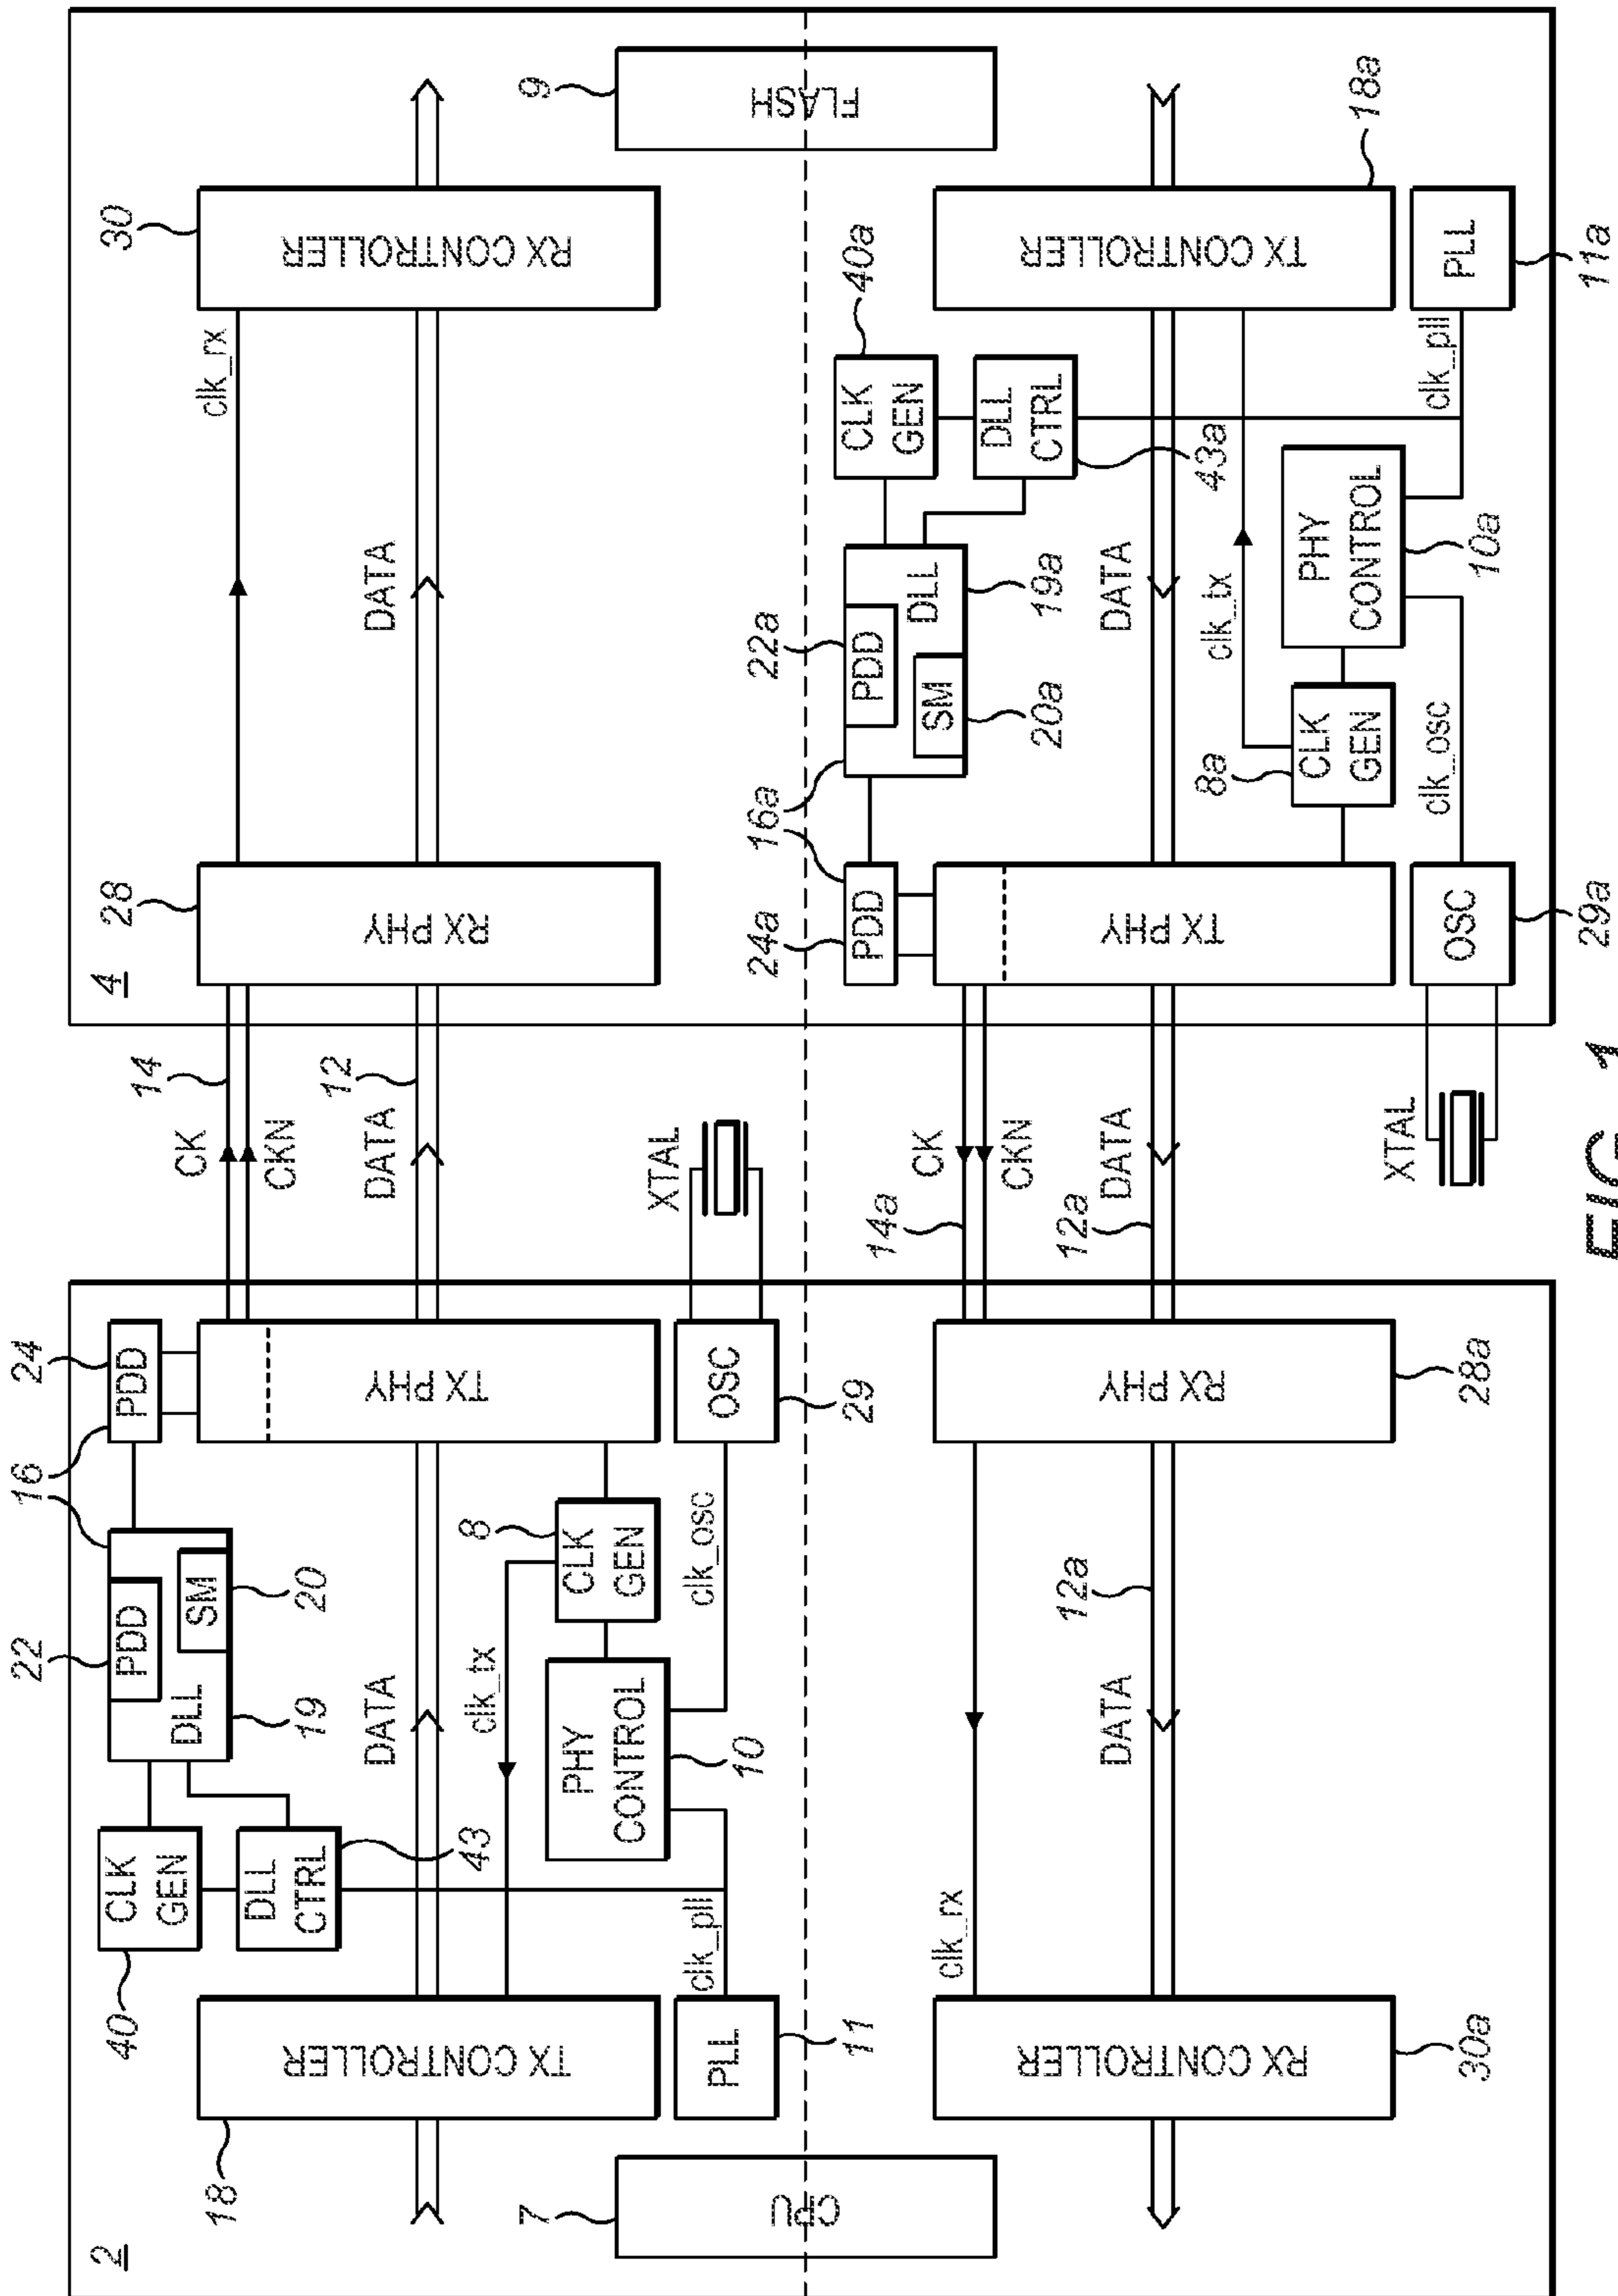 2
18
TX CONTROLLER
40
CLK
GEN
DLL
CTRL
43
22
PDD
DLL
19
SM
20
16
24
PDD
TX PHY
DATA
clk_tx
8
CLK
GEN
PHY
CONTROL
10
clk_osc
OSC
29
PLL
11
clk_pll
7
CPU
XTAL
CK
CKN
14
DATA
12
4
28
RX PHY
clk_rx
DATA
30
RX CONTROLLER
9
FLASH
RX CONTROLLER
30a
clk_rx
DATA
12a
RX PHY
28a
14a
CK
CKN
12a
DATA
XTAL
24a
PDD
16a
22a
PDD
DLL
19a
SM
20a
40a
CLK
GEN
DLL
CTRL
43a
TX PHY
DATA
clk_tx
8a
CLK
GEN
PHY
CONTROL
10a
clk_osc
OSC
29a
TX CONTROLLER
18a
clk_pll
PLL
11a
FIG. 1